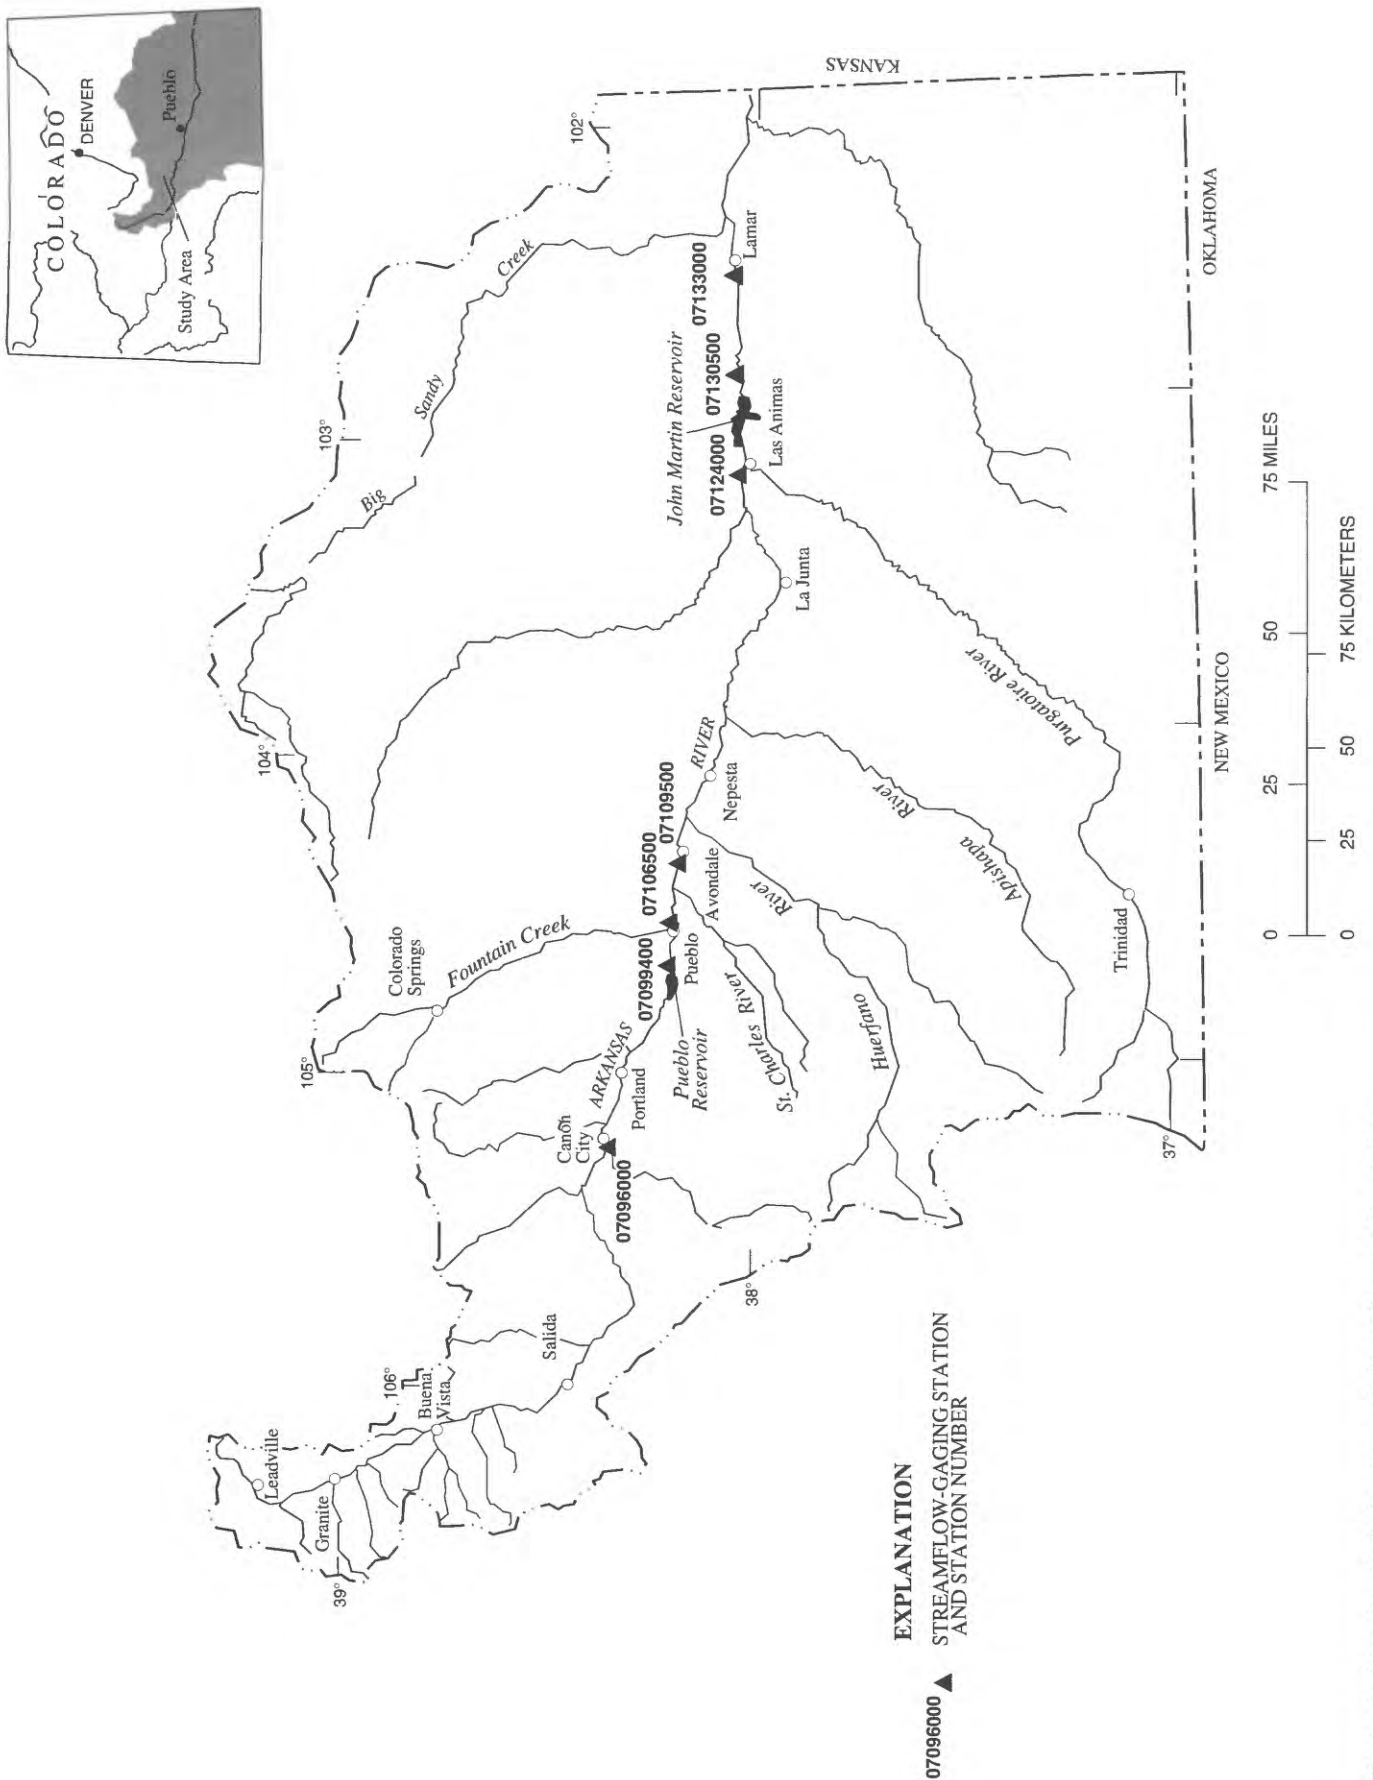 COLORADO
DENVER
Pueblo
Study Area
106°
105°
104°
103°
102°
39°
38°
37°
Leadville
Granite
Buena
Vista
Salida
Cañon
City
07096000
ARKANSAS
Portland
Colorado
Springs
Fountain Creek
Pueblo
Reservoir
07099400
Pueblo
07106500
Avondale
07109500
St. Charles River
Huerfano
River
Nepesta
RIVER
Apishapa
River
Trinidad
Purgatoire River
La Junta
Big
Sandy
Creek
07124000
Las Animas
John Martin Reservoir
07130500
07133000
Lamar
KANSAS
OKLAHOMA
NEW MEXICO
EXPLANATION
07096000
STREAMFLOW-GAGING STATION
AND STATION NUMBER
0 25 50 75 MILES
0 25 50 75 KILOMETERS